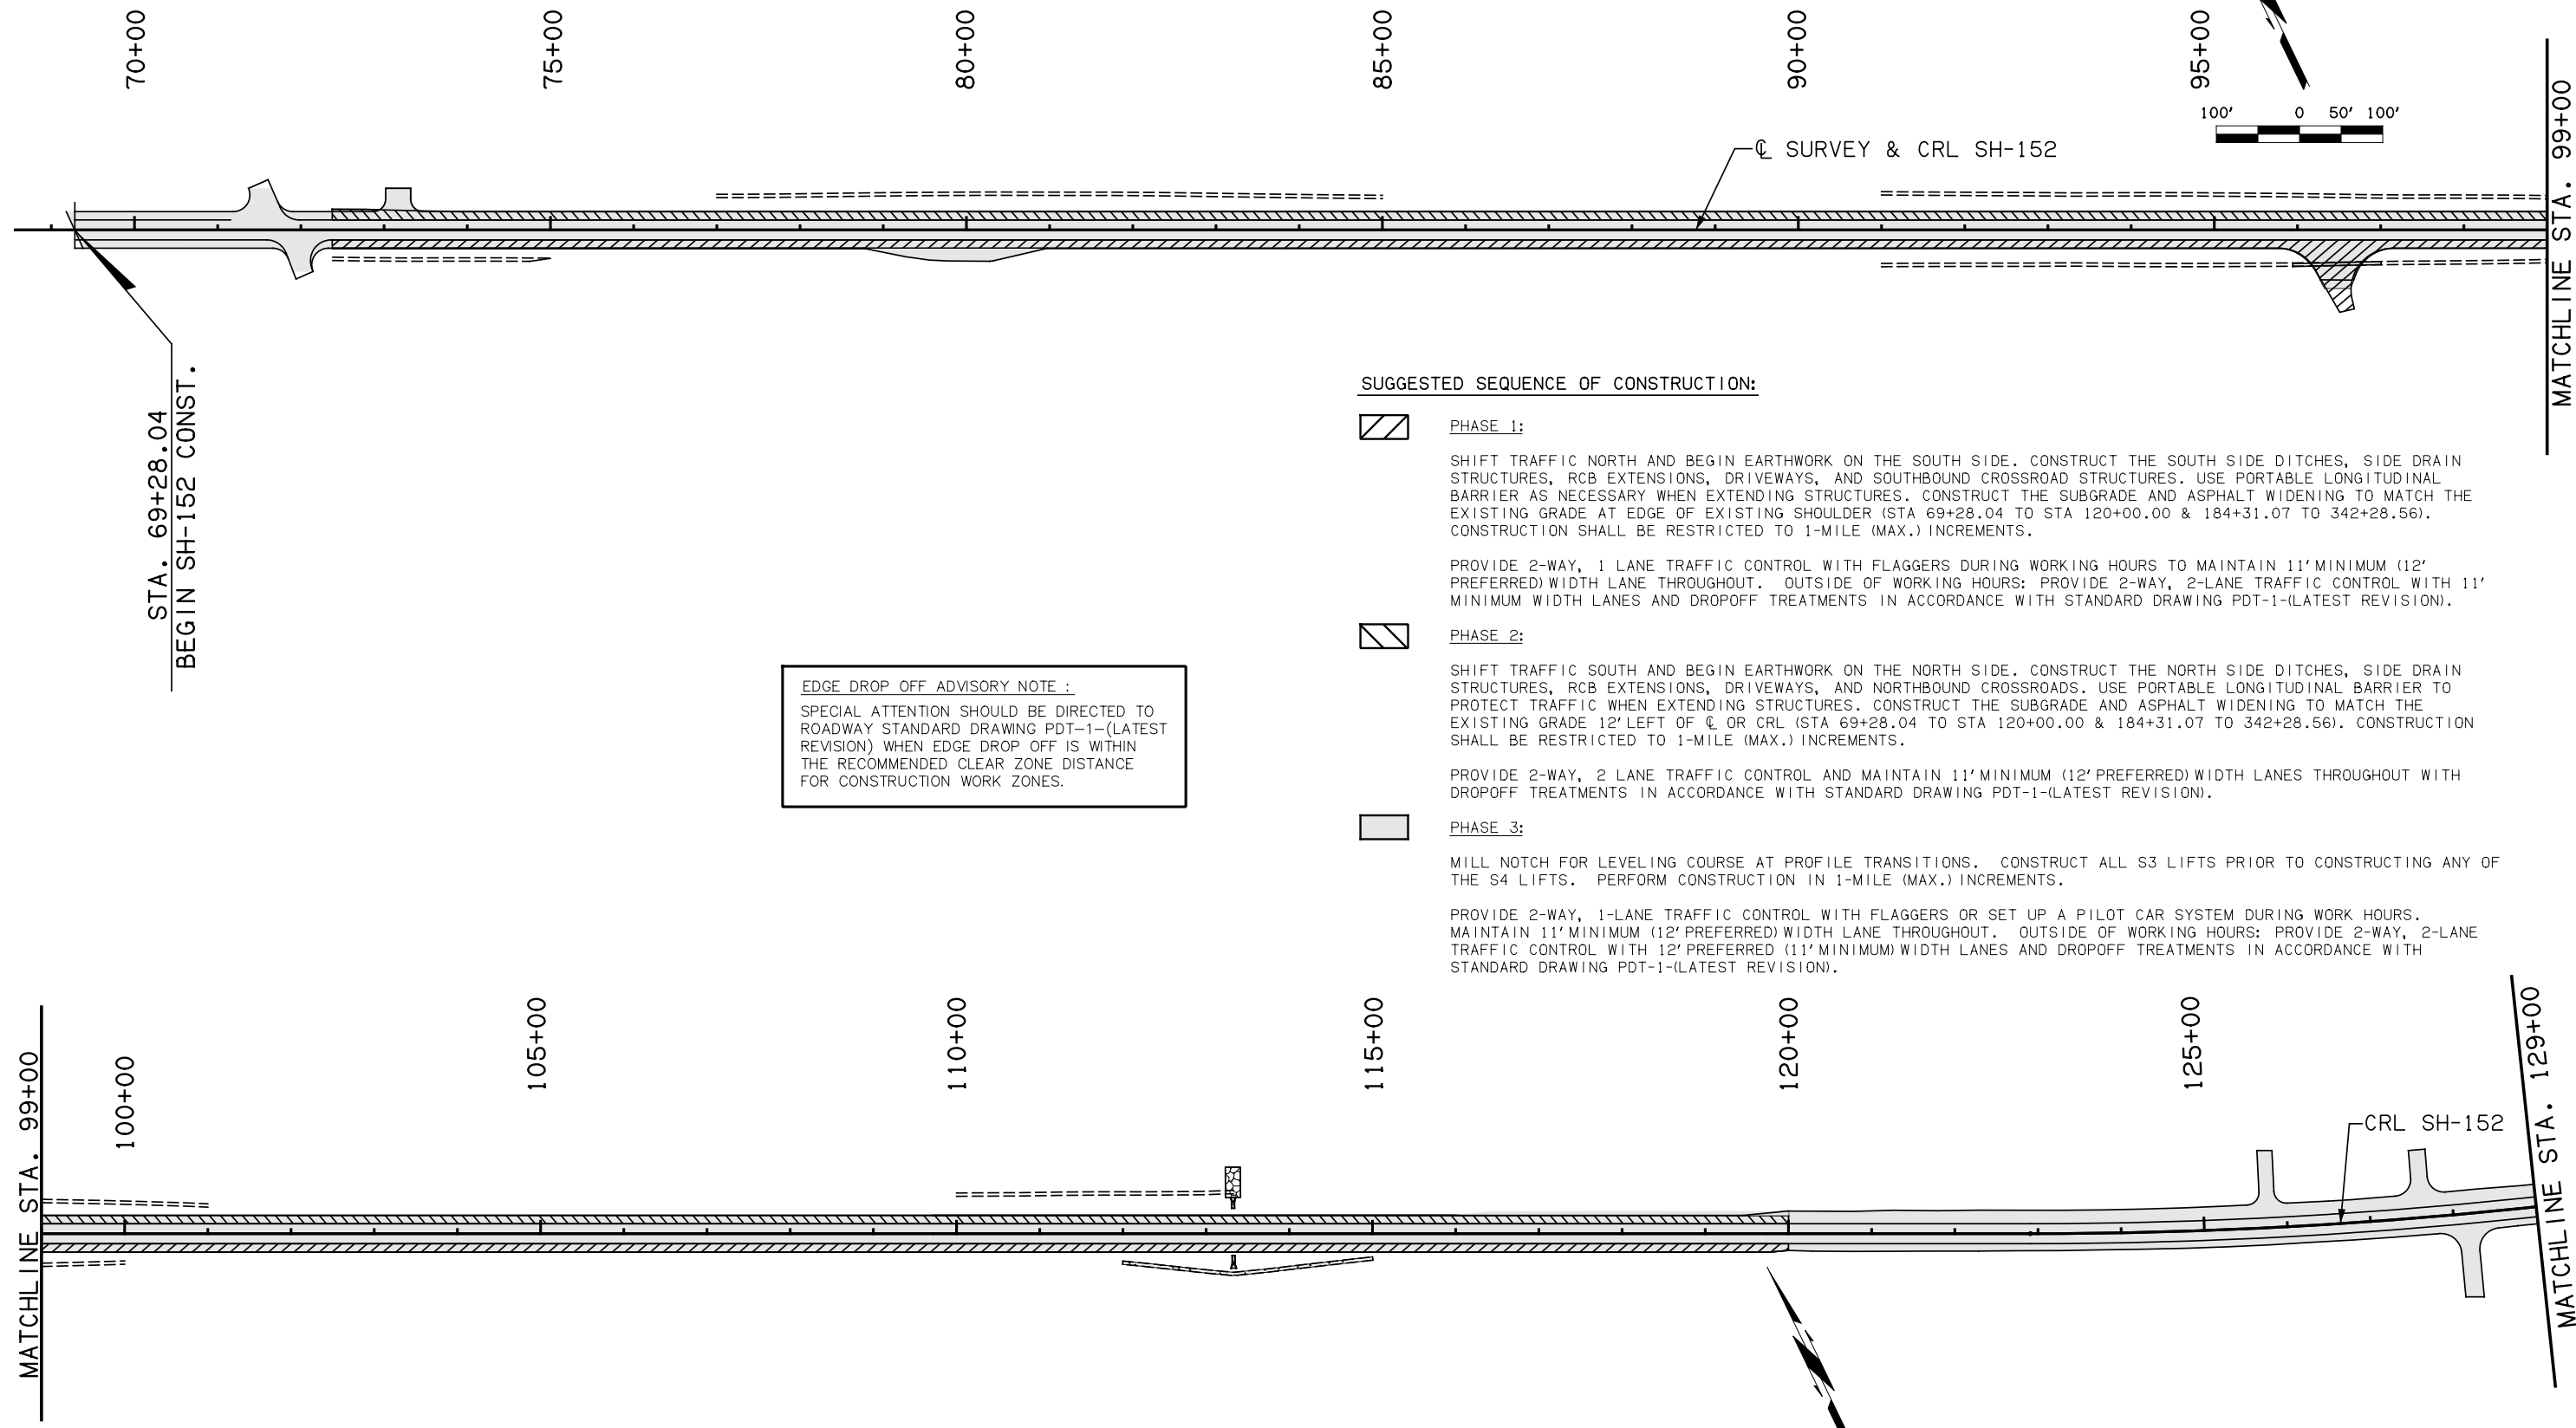 70+00
75+00
80+00
85+00
90+00
95+00
100' 0 50' 100'
℄ SURVEY & CRL SH-152
MATCHLINE STA. 99+00
STA. 69+28.04
BEGIN SH-152 CONST.
SUGGESTED SEQUENCE OF CONSTRUCTION:
PHASE 1:
SHIFT TRAFFIC NORTH AND BEGIN EARTHWORK ON THE SOUTH SIDE. CONSTRUCT THE SOUTH SIDE DITCHES, SIDE DRAIN
STRUCTURES, RCB EXTENSIONS, DRIVEWAYS, AND SOUTHBOUND CROSSROAD STRUCTURES. USE PORTABLE LONGITUDINAL
BARRIER AS NECESSARY WHEN EXTENDING STRUCTURES. CONSTRUCT THE SUBGRADE AND ASPHALT WIDENING TO MATCH THE
EXISTING GRADE AT EDGE OF EXISTING SHOULDER (STA 69+28.04 TO STA 120+00.00 & 184+31.07 TO 342+28.56).
CONSTRUCTION SHALL BE RESTRICTED TO 1-MILE (MAX.) INCREMENTS.
PROVIDE 2-WAY, 1 LANE TRAFFIC CONTROL WITH FLAGGERS DURING WORKING HOURS TO MAINTAIN 11' MINIMUM (12'
PREFERRED) WIDTH LANE THROUGHOUT. OUTSIDE OF WORKING HOURS: PROVIDE 2-WAY, 2-LANE TRAFFIC CONTROL WITH 11'
MINIMUM WIDTH LANES AND DROPOFF TREATMENTS IN ACCORDANCE WITH STANDARD DRAWING PDT-1-(LATEST REVISION).
PHASE 2:
SHIFT TRAFFIC SOUTH AND BEGIN EARTHWORK ON THE NORTH SIDE. CONSTRUCT THE NORTH SIDE DITCHES, SIDE DRAIN
STRUCTURES, RCB EXTENSIONS, DRIVEWAYS, AND NORTHBOUND CROSSROADS. USE PORTABLE LONGITUDINAL BARRIER TO
PROTECT TRAFFIC WHEN EXTENDING STRUCTURES. CONSTRUCT THE SUBGRADE AND ASPHALT WIDENING TO MATCH THE
EXISTING GRADE 12' LEFT OF ℄ OR CRL (STA 69+28.04 TO STA 120+00.00 & 184+31.07 TO 342+28.56). CONSTRUCTION
SHALL BE RESTRICTED TO 1-MILE (MAX.) INCREMENTS.
PROVIDE 2-WAY, 2 LANE TRAFFIC CONTROL AND MAINTAIN 11' MINIMUM (12' PREFERRED) WIDTH LANES THROUGHOUT WITH
DROPOFF TREATMENTS IN ACCORDANCE WITH STANDARD DRAWING PDT-1-(LATEST REVISION).
PHASE 3:
MILL NOTCH FOR LEVELING COURSE AT PROFILE TRANSITIONS. CONSTRUCT ALL S3 LIFTS PRIOR TO CONSTRUCTING ANY OF
THE S4 LIFTS. PERFORM CONSTRUCTION IN 1-MILE (MAX.) INCREMENTS.
PROVIDE 2-WAY, 1-LANE TRAFFIC CONTROL WITH FLAGGERS OR SET UP A PILOT CAR SYSTEM DURING WORK HOURS.
MAINTAIN 11' MINIMUM (12' PREFERRED) WIDTH LANE THROUGHOUT. OUTSIDE OF WORKING HOURS: PROVIDE 2-WAY, 2-LANE
TRAFFIC CONTROL WITH 12' PREFERRED (11' MINIMUM) WIDTH LANES AND DROPOFF TREATMENTS IN ACCORDANCE WITH
STANDARD DRAWING PDT-1-(LATEST REVISION).
EDGE DROP OFF ADVISORY NOTE :
SPECIAL ATTENTION SHOULD BE DIRECTED TO
ROADWAY STANDARD DRAWING PDT-1-(LATEST
REVISION) WHEN EDGE DROP OFF IS WITHIN
THE RECOMMENDED CLEAR ZONE DISTANCE
FOR CONSTRUCTION WORK ZONES.
MATCHLINE STA. 99+00
100+00
105+00
110+00
115+00
120+00
125+00
CRL SH-152
MATCHLINE STA. 129+00